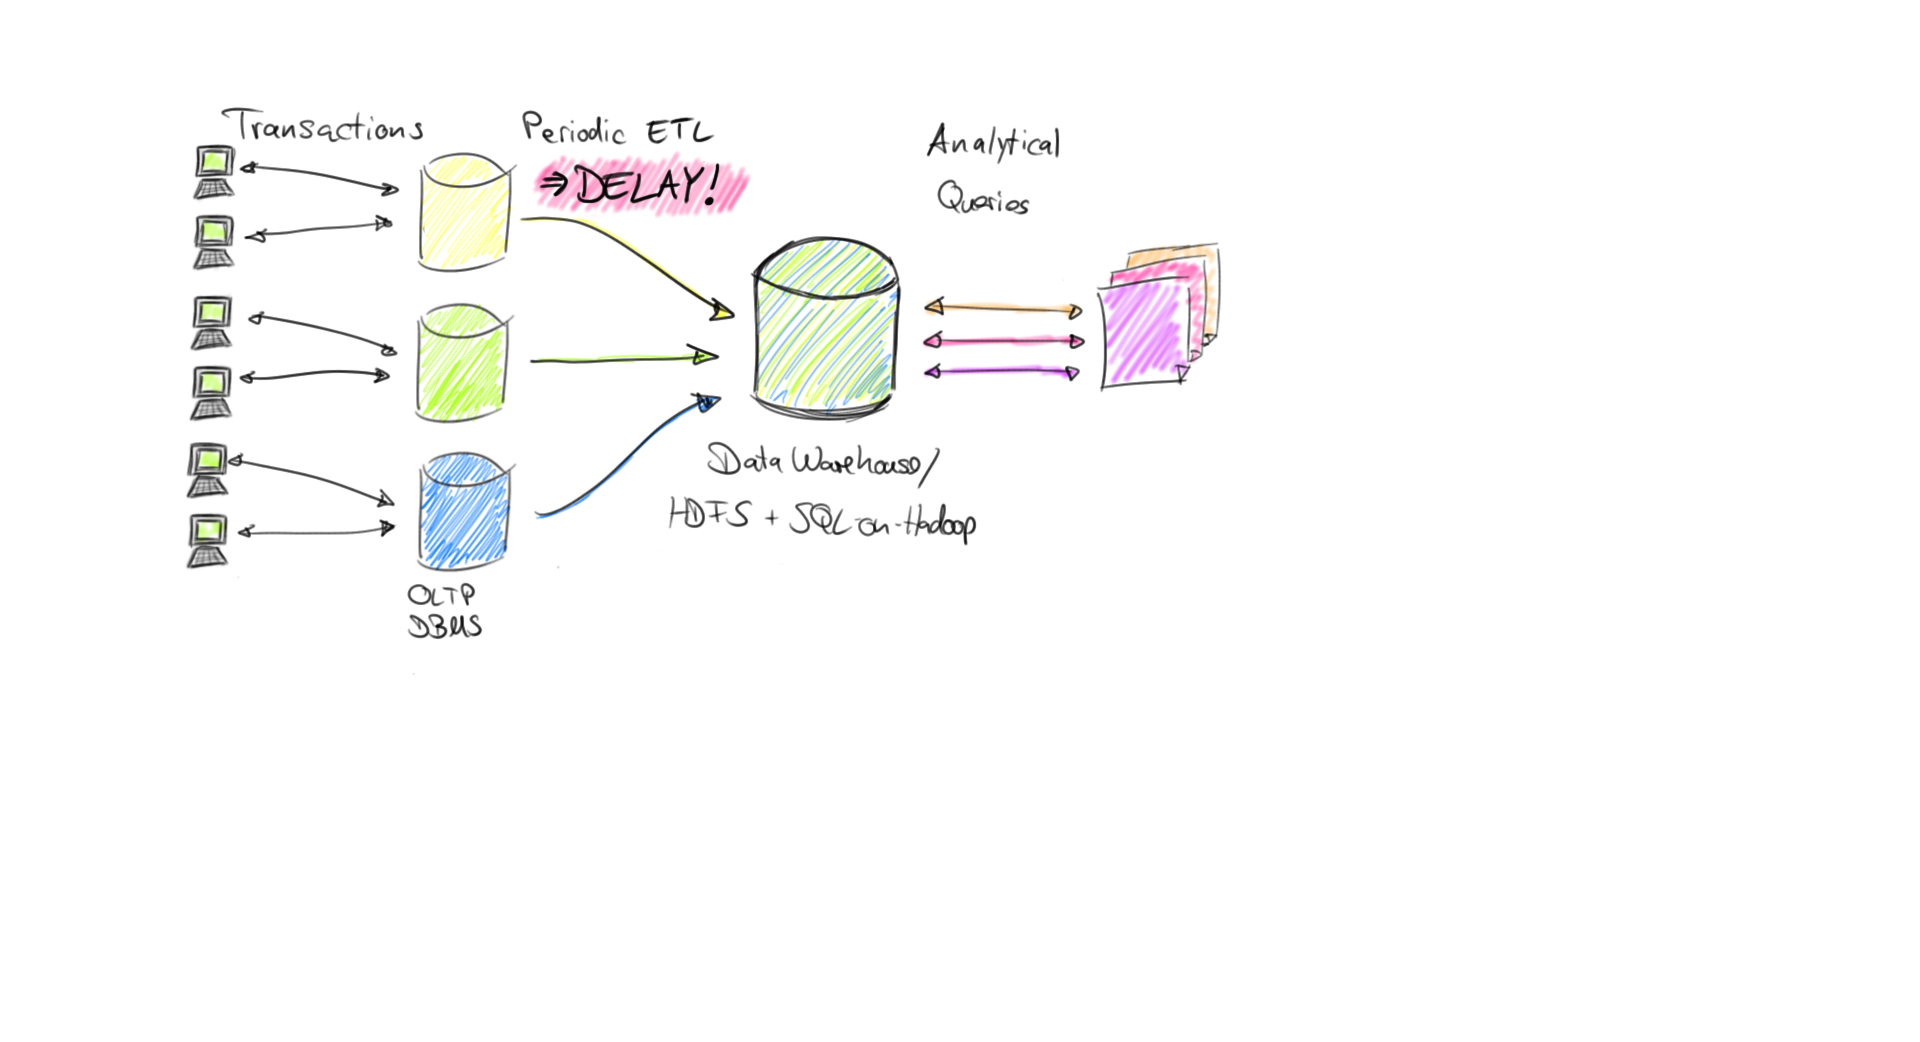 Transactions
Periodic ETL
⇒ DELAY!
Analytical
Queries
Data Warehouse/
HDFS + SQL-on-Hadoop
OLTP
DBMS